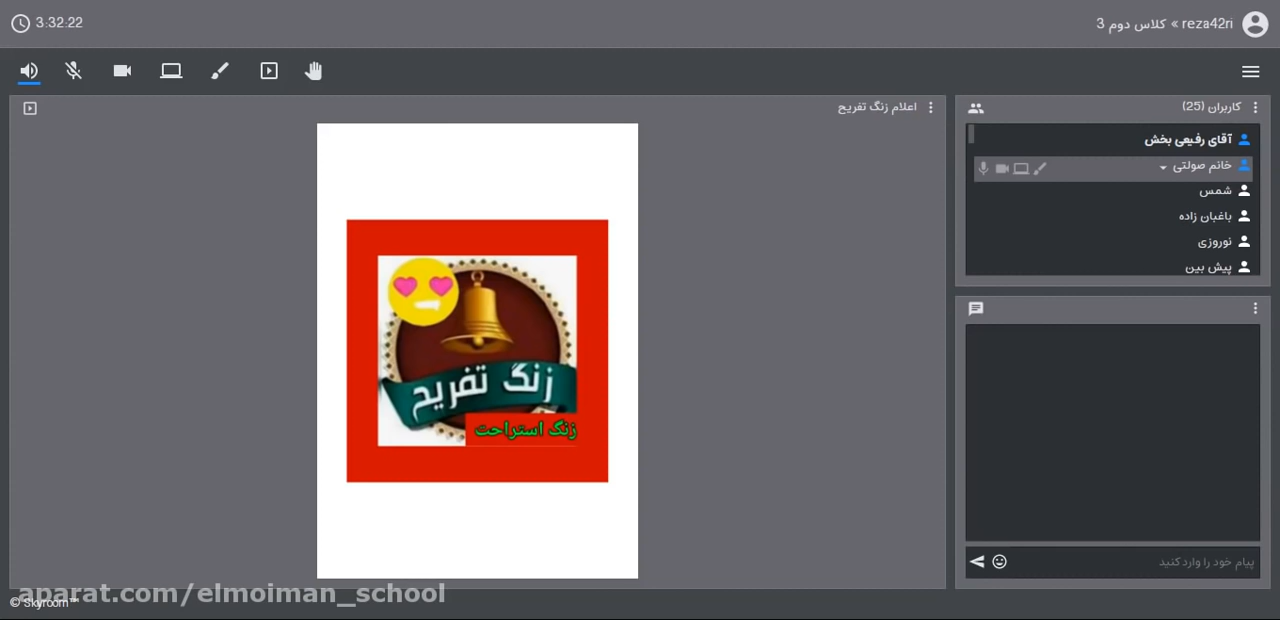 3:32:22
reza42ri » کلاس دوم 3
اعلام زنگ تفریح
کاربران (25)
آقای رفیعی بخش
خانم صولتی
شمس
باغبان زاده
نوروزی
پیش بین
زنگ تفریح
زنگ استراحت
پیام خود را وارد کنید
aparat.com/elmoiman_school
© Skyroom™